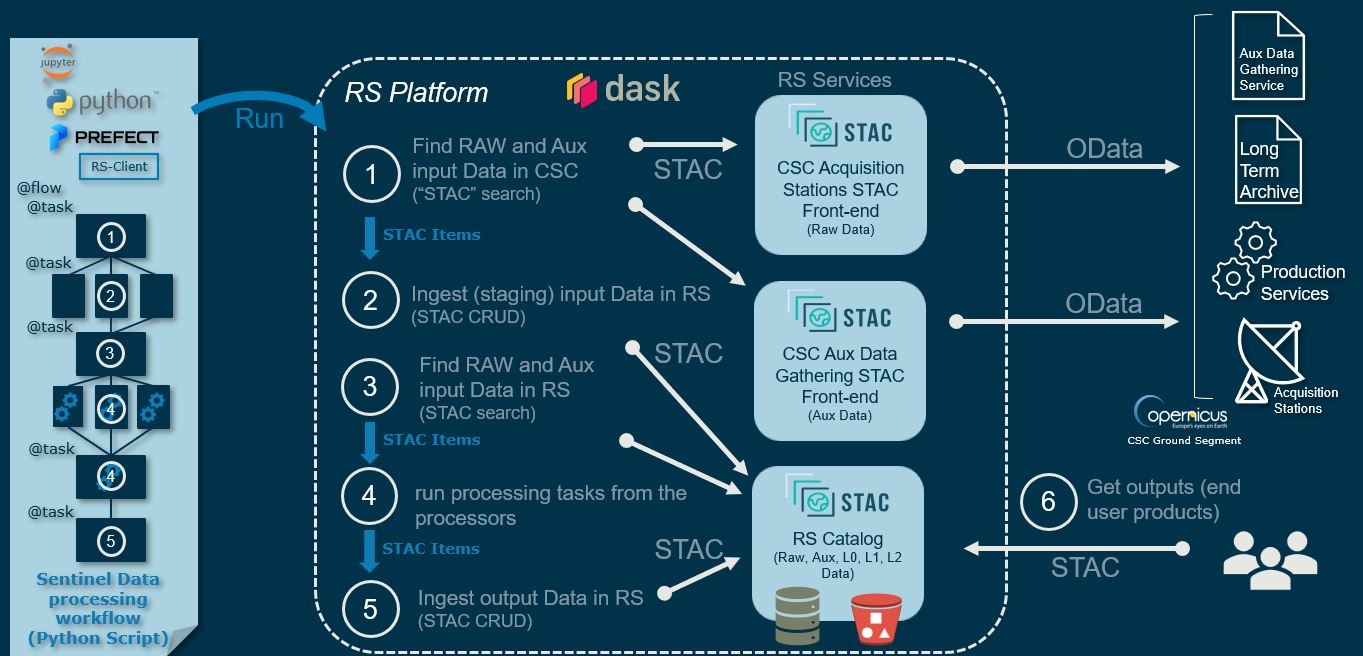 jupyter
python™
PREFECT
RS-Client
@flow
@task
1
@task
2
@task
3
4
@task
4
@task
5
Sentinel Data
processing
workflow
(Python Script)
Run
RS Platform
dask
1
Find RAW and Aux
input Data in CSC
(“STAC” search)
STAC Items
2
Ingest (staging) input Data in RS
(STAC CRUD)
3
Find RAW and Aux
input Data in RS
(STAC search)
STAC Items
4
run processing tasks from the
processors
STAC Items
5
Ingest output Data in RS
(STAC CRUD)
STAC
STAC
STAC
RS Services
STAC
CSC Acquisition
Stations STAC
Front-end
(Raw Data)
STAC
CSC Aux Data
Gathering STAC
Front-end
(Aux Data)
STAC
RS Catalog
(Raw, Aux, L0, L1, L2
Data)
OData
OData
Aux Data
Gathering
Service
Long
Term
Archive
Production
Services
Acquisition
Stations
opernicus
Europe's eyes on Earth
CSC Ground Segment
6
Get outputs (end
user products)
STAC